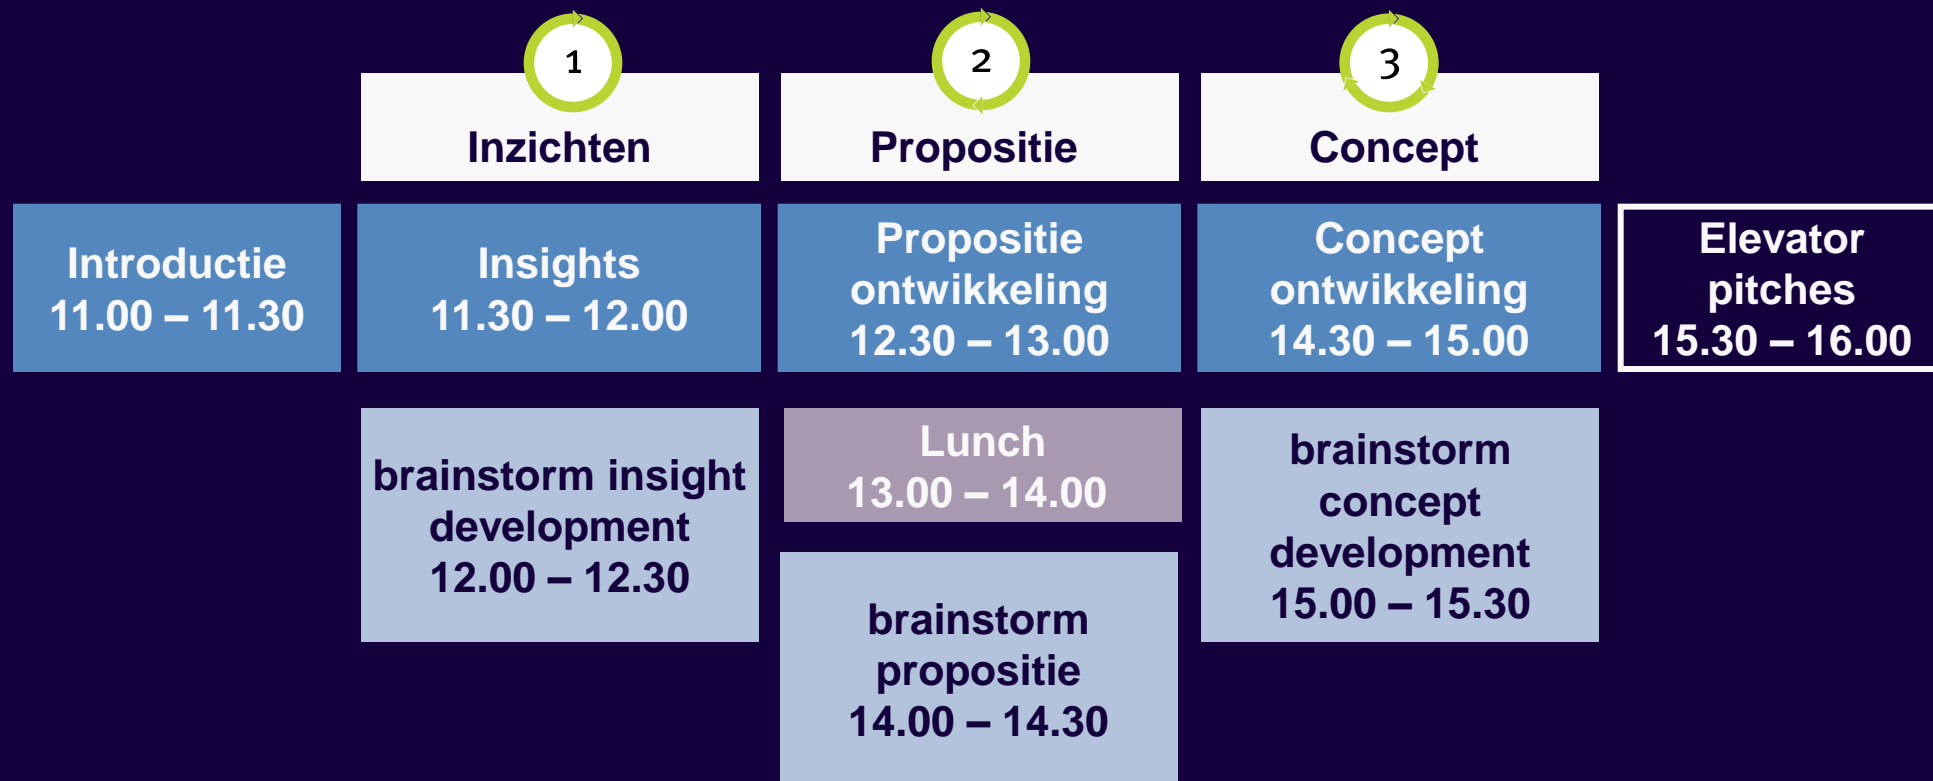 1
Inzichten
2
Propositie
3
Concept
Introductie
11.00 – 11.30
Insights
11.30 – 12.00
Propositie
ontwikkeling
12.30 – 13.00
Concept
ontwikkeling
14.30 – 15.00
Elevator
pitches
15.30 – 16.00
brainstorm insight
development
12.00 – 12.30
Lunch
13.00 – 14.00
brainstorm
propositie
14.00 – 14.30
brainstorm
concept
development
15.00 – 15.30